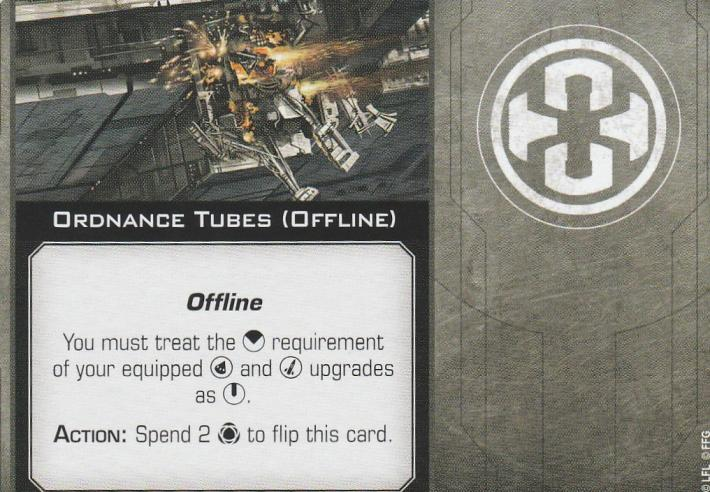 Ordnance Tubes (Offline)
Offline
You must treat the requirement
of your equipped and upgrades
as .
Action: Spend 2 to flip this card.
© LFL © FFG